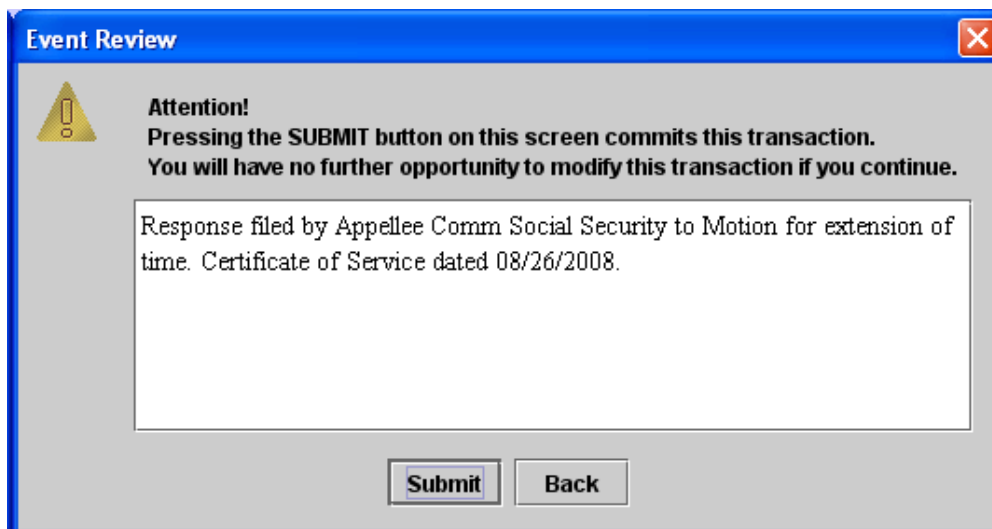 Event Review
Attention!
Pressing the SUBMIT button on this screen commits this transaction.
You will have no further opportunity to modify this transaction if you continue.
Response filed by Appellee Comm Social Security to Motion for extension of
time. Certificate of Service dated 08/26/2008.
Submit
Back